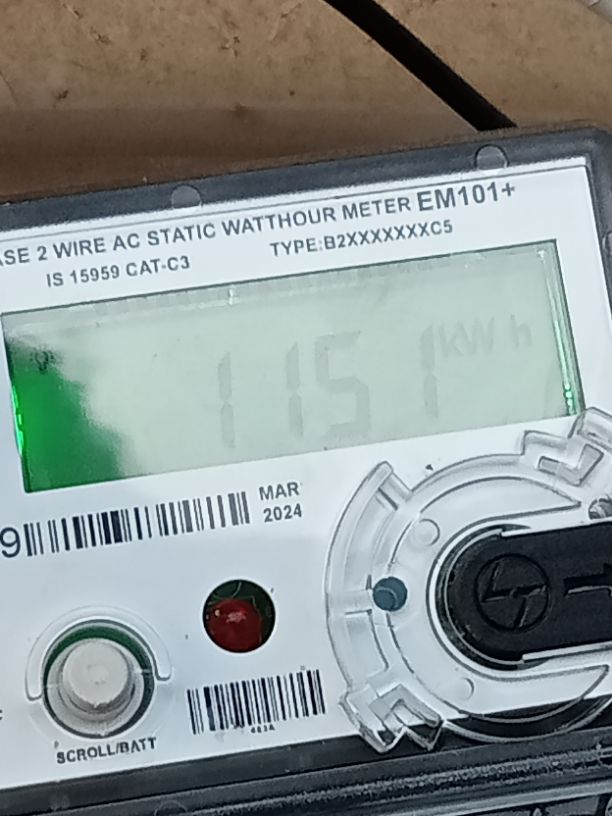 ASE 2 WIRE AC STATIC WATTHOUR METER EM101+
IS 15959 CAT-C3 TYPE:B2XXXXXXXC5
1151 kWh
9 MAR
2024
SCROLL/BATT